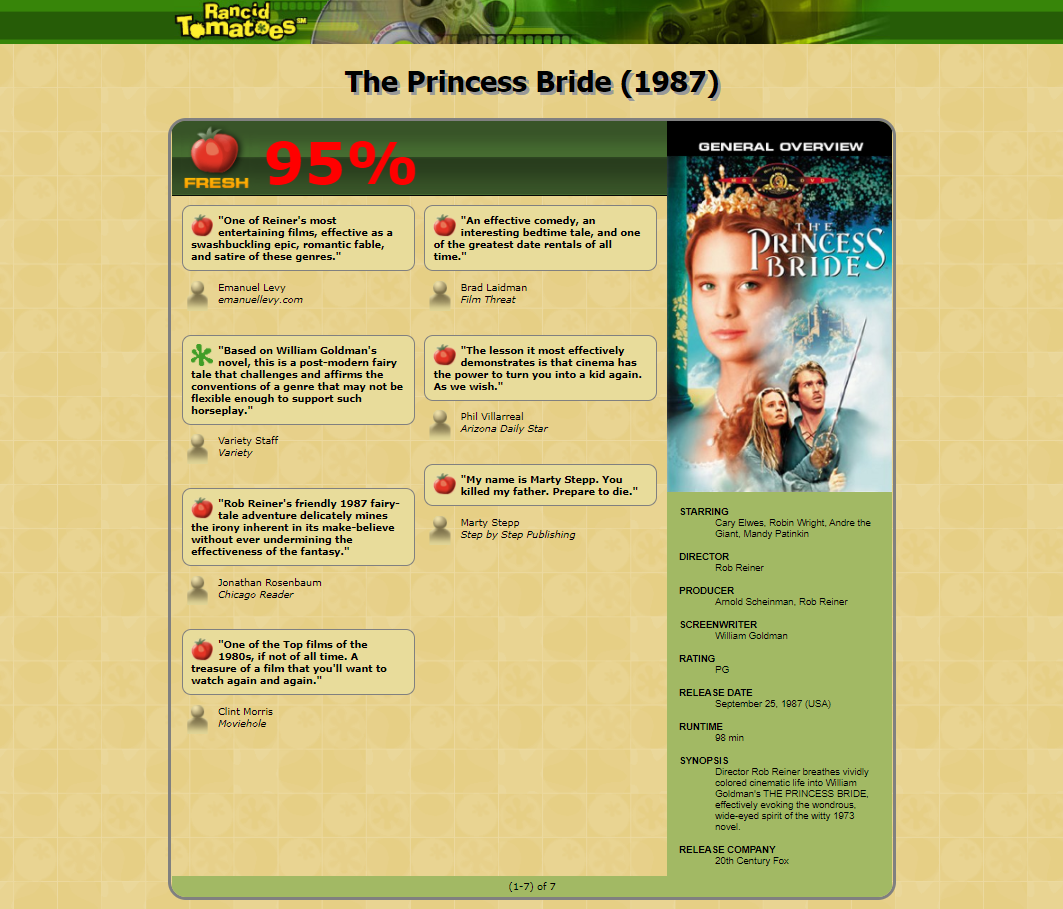 Rancid
Tomatoes SM
The Princess Bride (1987)
FRESH
95%
"One of Reiner's most
entertaining films, effective as a
swashbuckling epic, romantic fable,
and satire of these genres."
Emanuel Levy
emanuellevy.com
"Based on William Goldman's
novel, this is a post-modern fairy
tale that challenges and affirms the
conventions of a genre that may not be
flexible enough to support such
horseplay."
Variety Staff
Variety
"Rob Reiner's friendly 1987 fairy-
tale adventure delicately mines
the irony inherent in its make-believe
without ever undermining the
effectiveness of the fantasy."
Jonathan Rosenbaum
Chicago Reader
"One of the Top films of the
1980s, if not of all time. A
treasure of a film that you'll want to
watch again and again."
Clint Morris
Moviehole
"An effective comedy, an
interesting bedtime tale, and one
of the greatest date rentals of all
time."
Brad Laidman
Film Threat
"The lesson it most effectively
demonstrates is that cinema has
the power to turn you into a kid again.
As we wish."
Phil Villarreal
Arizona Daily Star
"My name is Marty Stepp. You
killed my father. Prepare to die."
Marty Stepp
Step by Step Publishing
GENERAL OVERVIEW
THE
PRINCESS
BRIDE
STARRING
Cary Elwes, Robin Wright, Andre the
Giant, Mandy Patinkin
DIRECTOR
Rob Reiner
PRODUCER
Arnold Scheinman, Rob Reiner
SCREENWRITER
William Goldman
RATING
PG
RELEASE DATE
September 25, 1987 (USA)
RUNTIME
98 min
SYNOPSIS
Director Rob Reiner breathes vividly
colored cinematic life into William
Goldman's THE PRINCESS BRIDE,
effectively evoking the wondrous,
wide-eyed spirit of the witty 1973
novel.
RELEASE COMPANY
20th Century Fox
(1-7) of 7